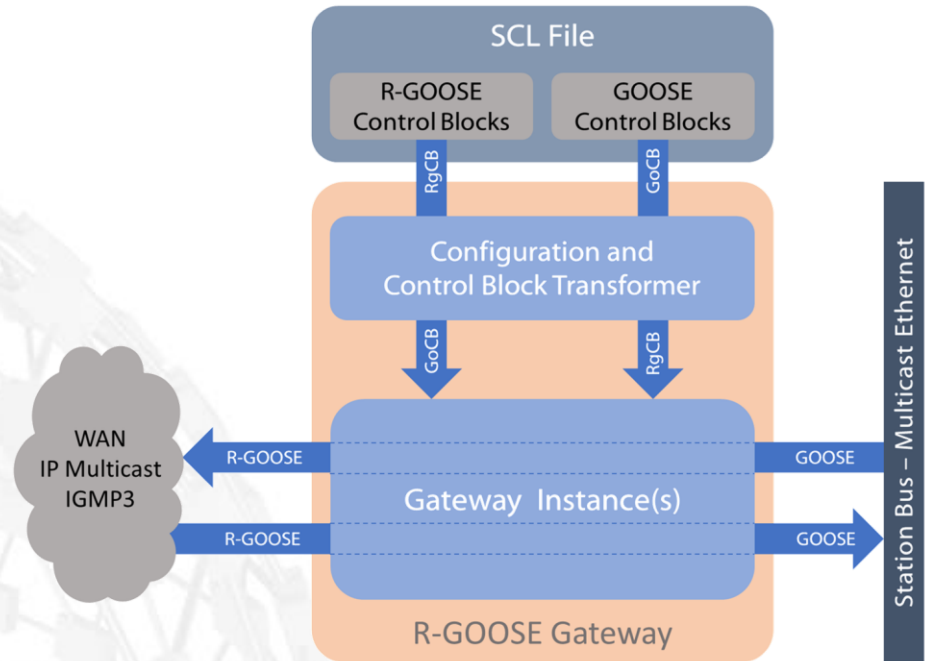 SCL File
R-GOOSE
Control Blocks
GOOSE
Control Blocks
RgCB
GoCB
Configuration and
Control Block Transformer
GoCB
RgCB
WAN
IP Multicast
IGMP3
R-GOOSE
GOOSE
Gateway Instance(s)
R-GOOSE
GOOSE
R-GOOSE Gateway
Station Bus – Multicast Ethernet